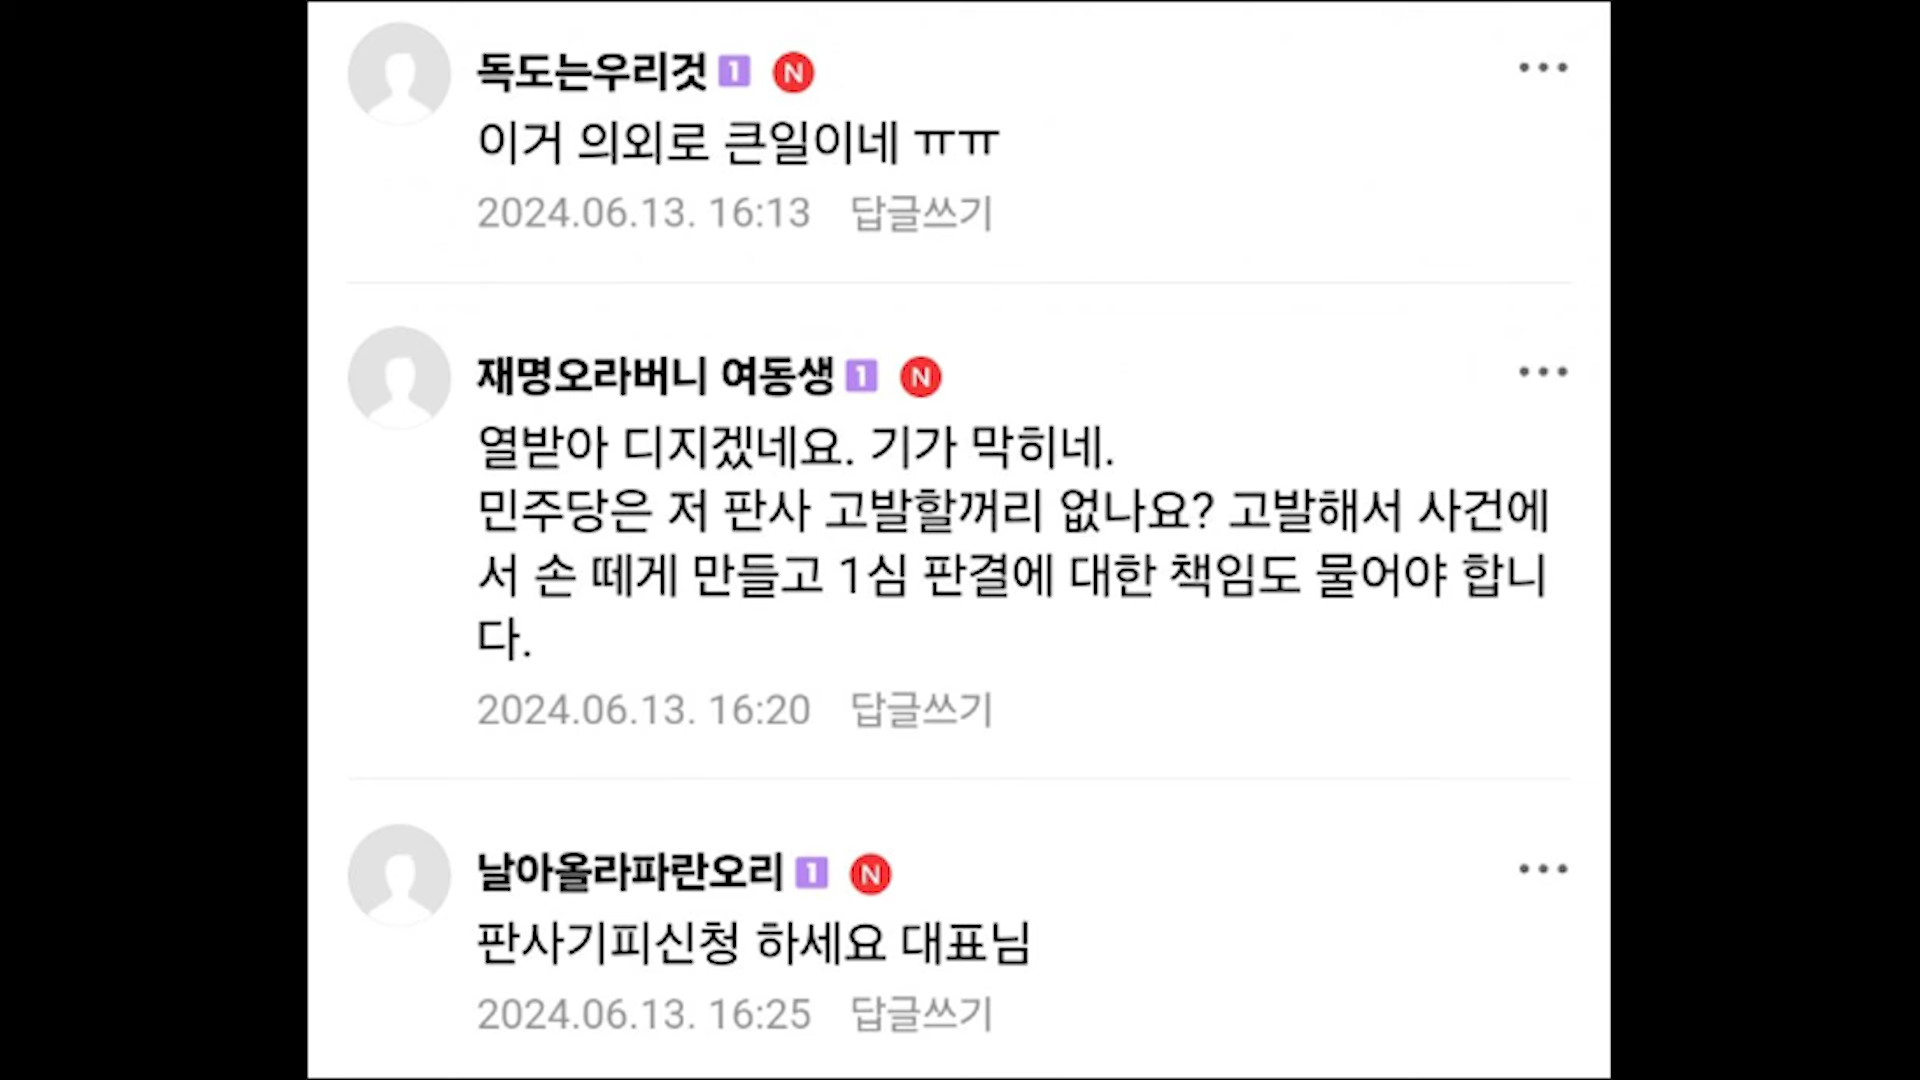 독도는우리것 1 N
이거 의외로 큰일이네 ㅠㅠ
2024.06.13. 16:13 답글쓰기
재명오라버니 여동생 1 N
열받아 디지겠네요. 기가 막히네.
민주당은 저 판사 고발할꺼리 없나요? 고발해서 사건에
서 손 떼게 만들고 1심 판결에 대한 책임도 물어야 합니
다.
2024.06.13. 16:20 답글쓰기
날아올라파란오리 1 N
판사기피신청 하세요 대표님
2024.06.13. 16:25 답글쓰기